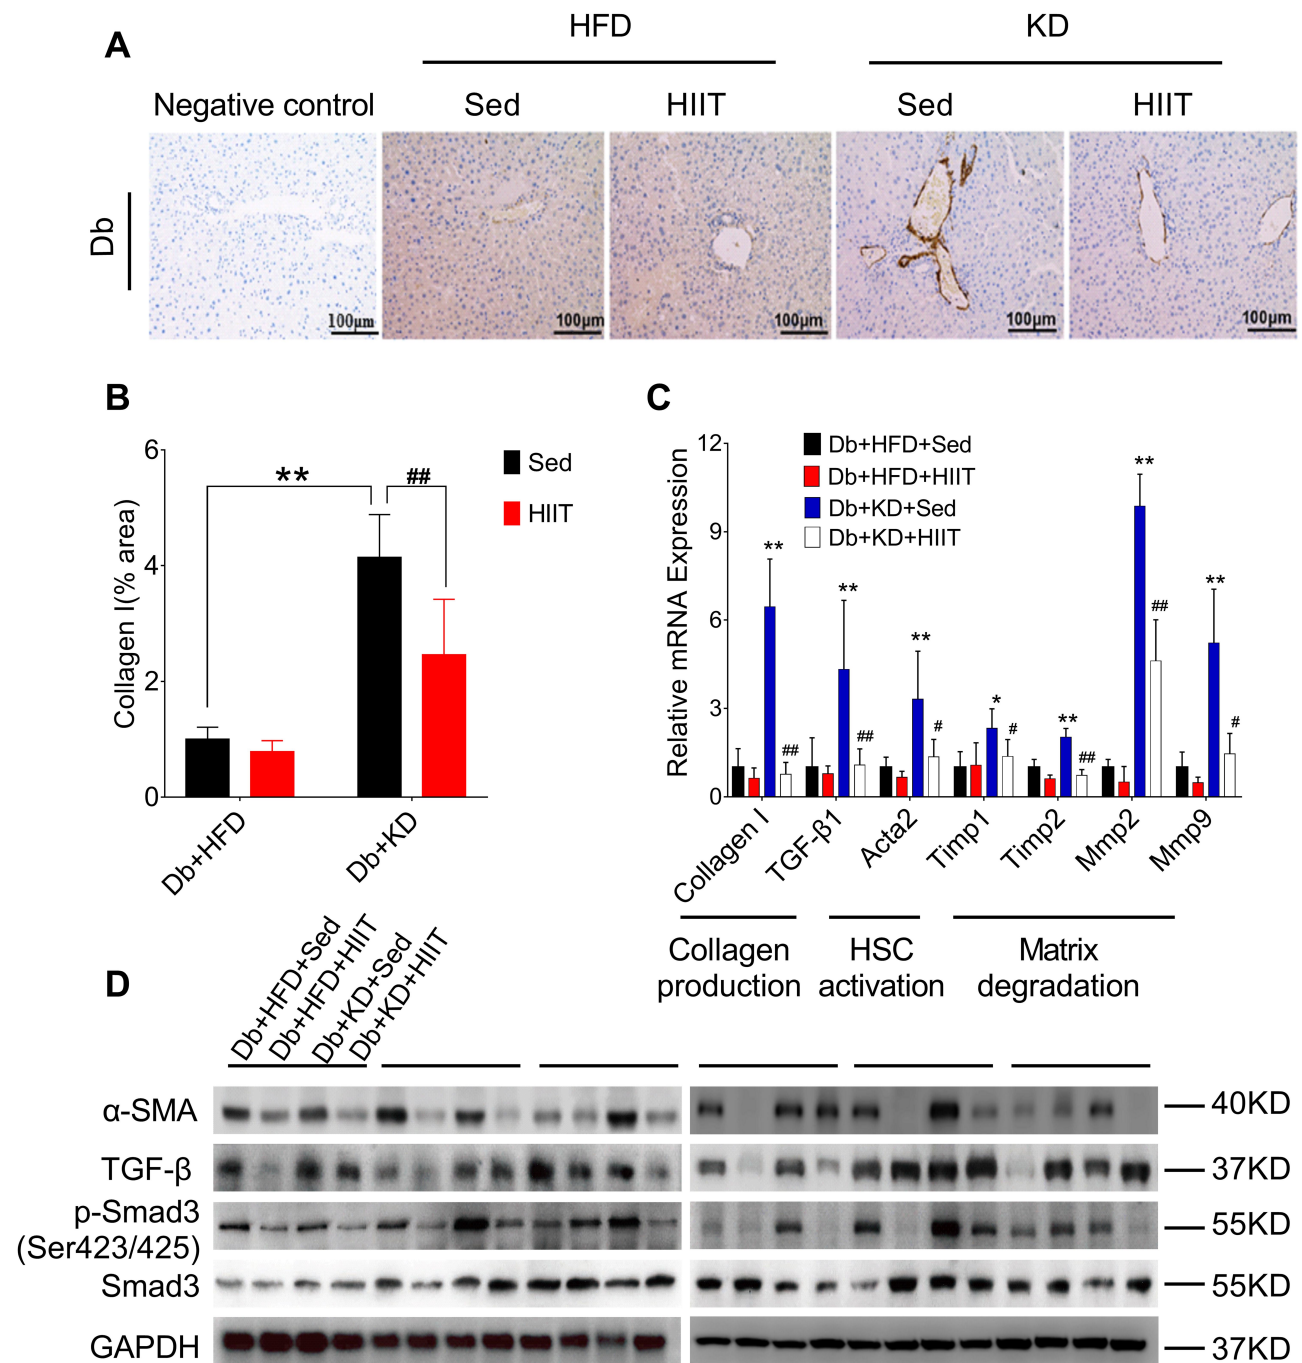 A
HFD
KD
Negative control
Sed
HIIT
Sed
HIIT
Db
100μm
100μm
100μm
100μm
100μm
B
6
4
2
0
Collagen I(% area)
**
##
Sed
HIIT
Db+HFD
Db+KD
C
12
9
6
3
0
Relative mRNA Expression
Db+HFD+Sed
Db+HFD+HIIT
Db+KD+Sed
Db+KD+HIIT
**
##
**
##
**
#
*
#
**
##
**
##
**
#
Collagen I
TGF-β1
Acta2
Timp1
Timp2
Mmp2
Mmp9
Collagen
production
HSC
activation
Matrix
degradation
D
Db+HFD+Sed
Db+HFD+HIIT
Db+KD+Sed
Db+KD+HIIT
α-SMA
40KD
TGF-β
37KD
p-Smad3
(Ser423/425)
55KD
Smad3
55KD
GAPDH
37KD